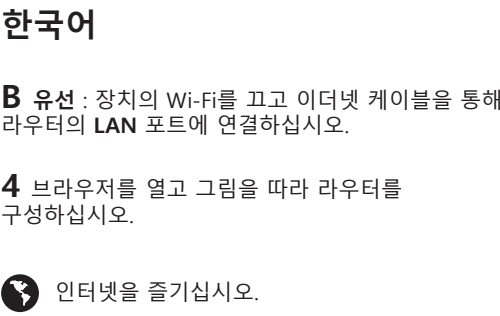 한국어
B 유선 : 장치의 Wi-Fi를 끄고 이더넷 케이블을 통해
라우터의 LAN 포트에 연결하십시오.
4 브라우저를 열고 그림을 따라 라우터를
구성하십시오.
인터넷을 즐기십시오.